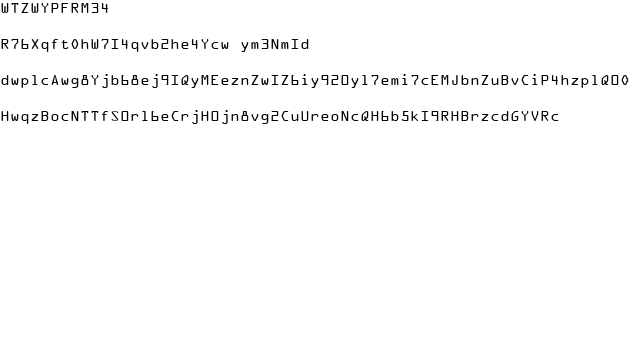 WTZWYPFRM34
R76Xqft0hW7I4qvb2he4Ycw ym3NmId
dwplcAwg8Yjb68ej9IQyMEeznZwIZ6iy92Oyl7emi7cEMJbnZuBvCiP4hzplQO0
HwqzBocNTTfSOrl6eCrjHOjn8vg2CuUreoNcQH6b5kI9RHBrzcdGYVRc